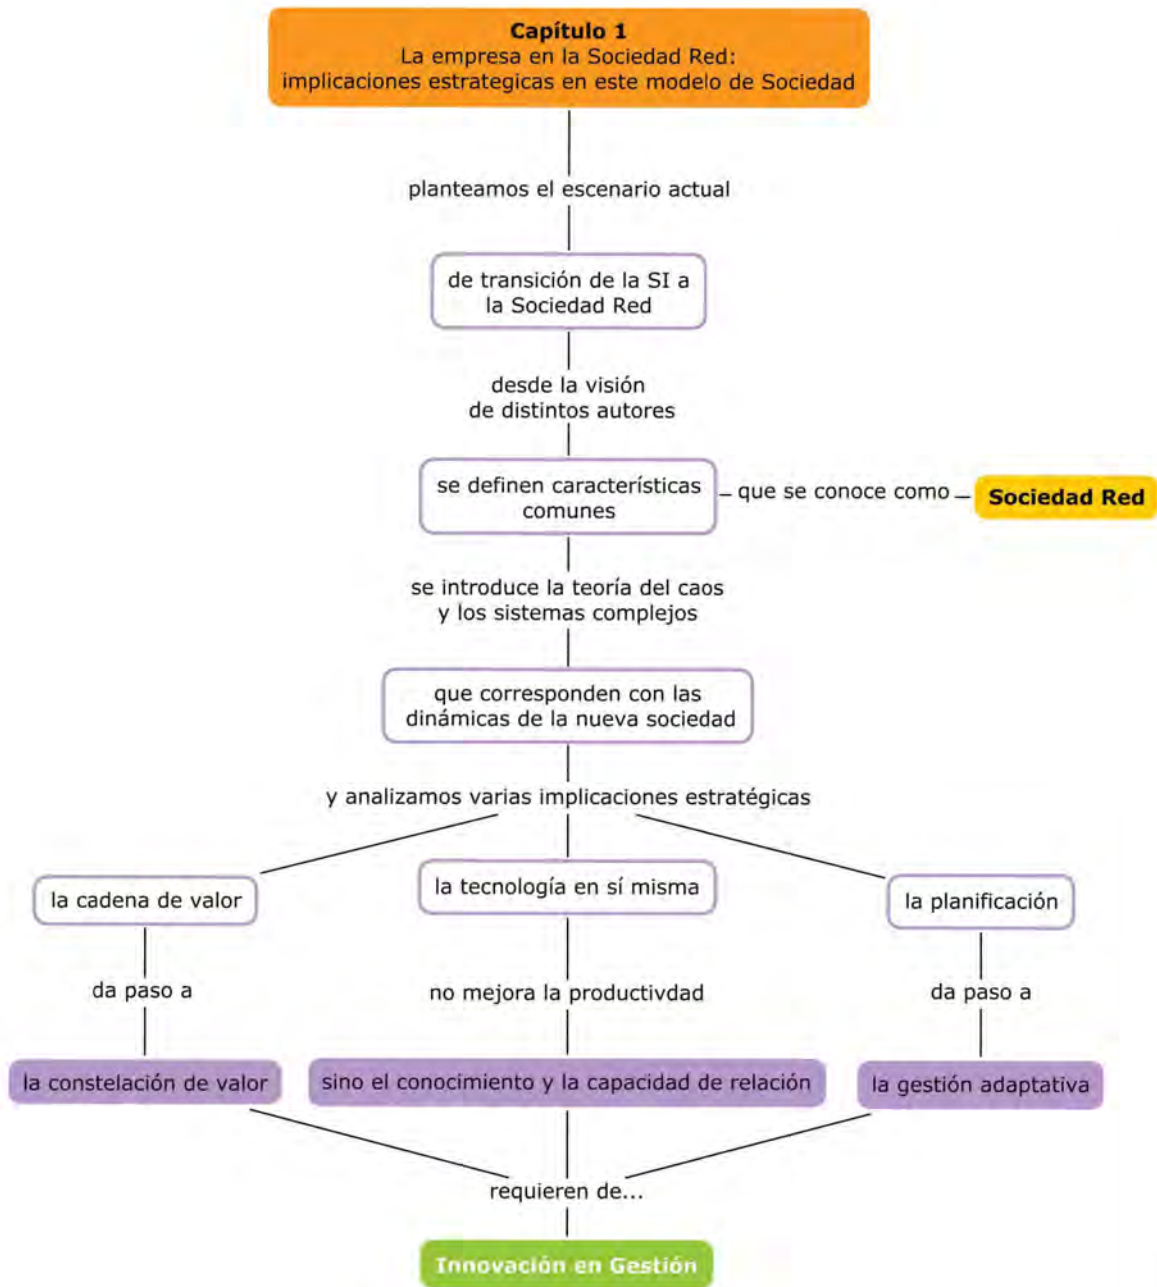 Capítulo 1
La empresa en la Sociedad Red:
implicaciones estrategicas en este modelo de Sociedad
planteamos el escenario actual
de transición de la SI a
la Sociedad Red
desde la visión
de distintos autores
se definen características
comunes
que se conoce como
Sociedad Red
se introduce la teoría del caos
y los sistemas complejos
que corresponden con las
dinámicas de la nueva sociedad
y analizamos varias implicaciones estratégicas
la cadena de valor
la tecnología en sí misma
la planificación
da paso a
no mejora la productivdad
da paso a
la constelación de valor
sino el conocimiento y la capacidad de relación
la gestión adaptativa
requieren de...
Innovación en Gestión